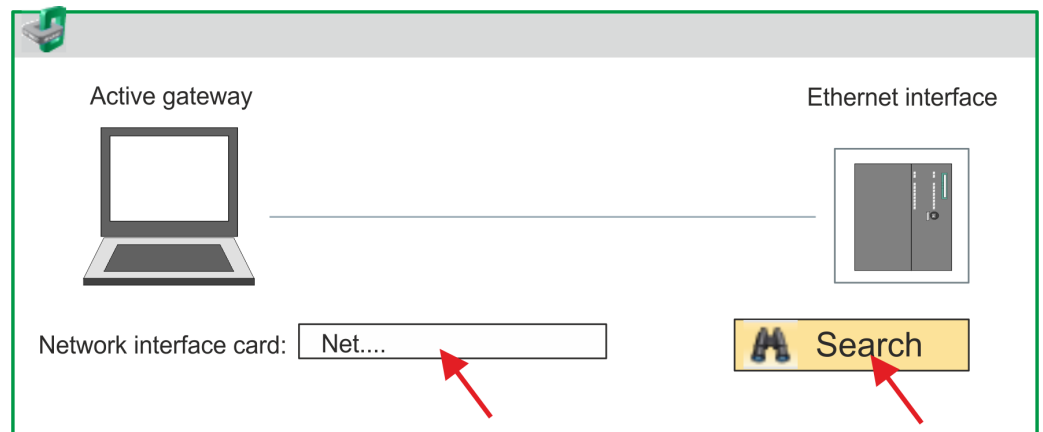 Active gateway
Ethernet interface
Network interface card:
Net....
Search